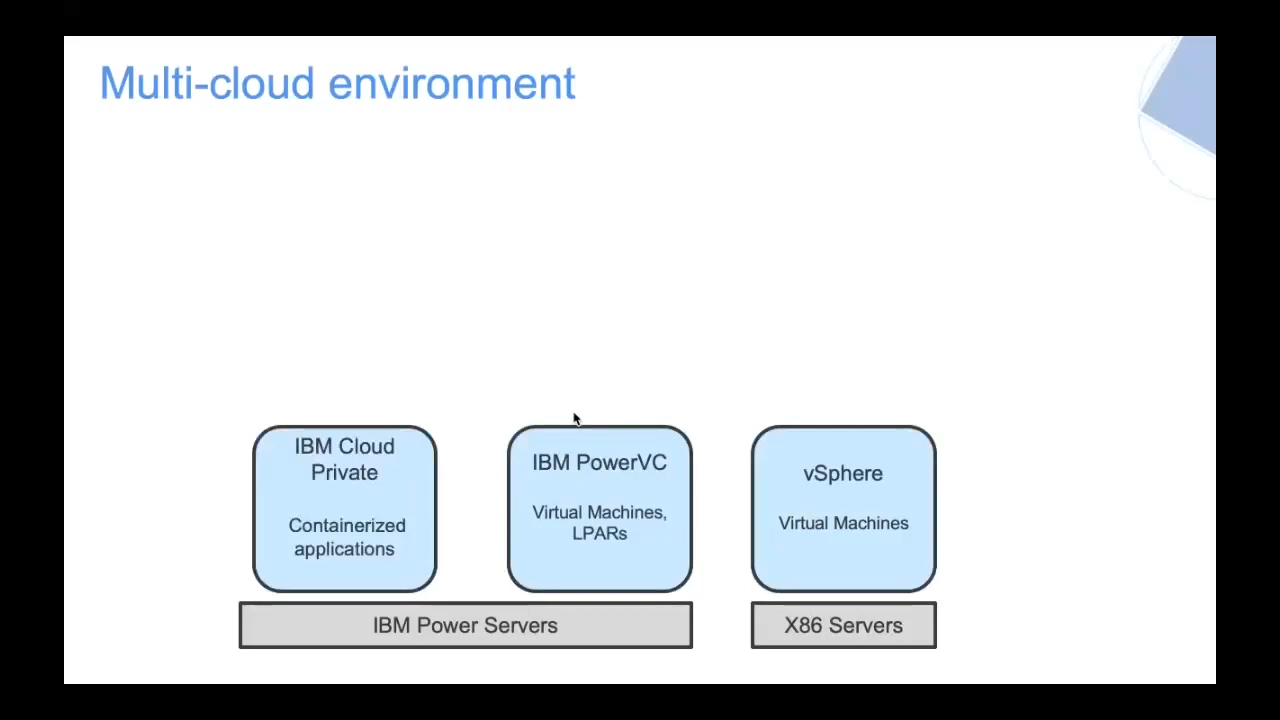 Multi-cloud environment
IBM Cloud
Private
Containerized
applications
IBM PowerVC
Virtual Machines,
LPARs
vSphere
Virtual Machines
IBM Power Servers
X86 Servers